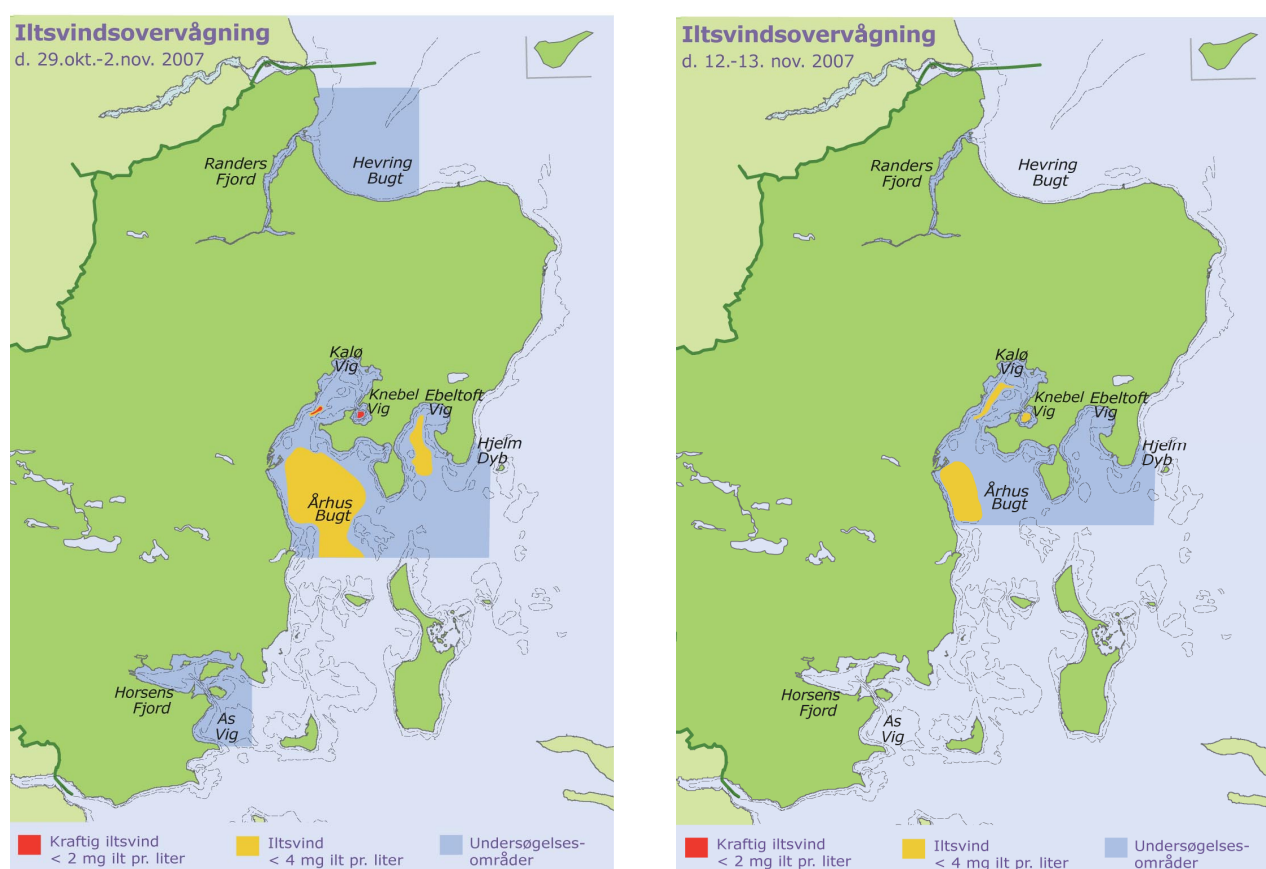 Iltsvindsovervågning
d. 29.okt.-2.nov. 2007
Randers
Fjord
Hevring
Bugt
Kalø
Vig
Knebel
Vig
Ebeltoft
Vig
Hjelm
Dyb
Århus
Bugt
Horsens
Fjord
As
Vig
Kraftig iltsvind
< 2 mg ilt pr. liter
Iltsvind
< 4 mg ilt pr. liter
Undersøgelses-
områder
Iltsvindsovervågning
d. 12.-13. nov. 2007
Randers
Fjord
Hevring
Bugt
Kalø
Vig
Knebel
Vig
Ebeltoft
Vig
Hjelm
Dyb
Århus
Bugt
Horsens
Fjord
As
Vig
Kraftig iltsvind
< 2 mg ilt pr. liter
Iltsvind
< 4 mg ilt pr. liter
Undersøgelses-
områder